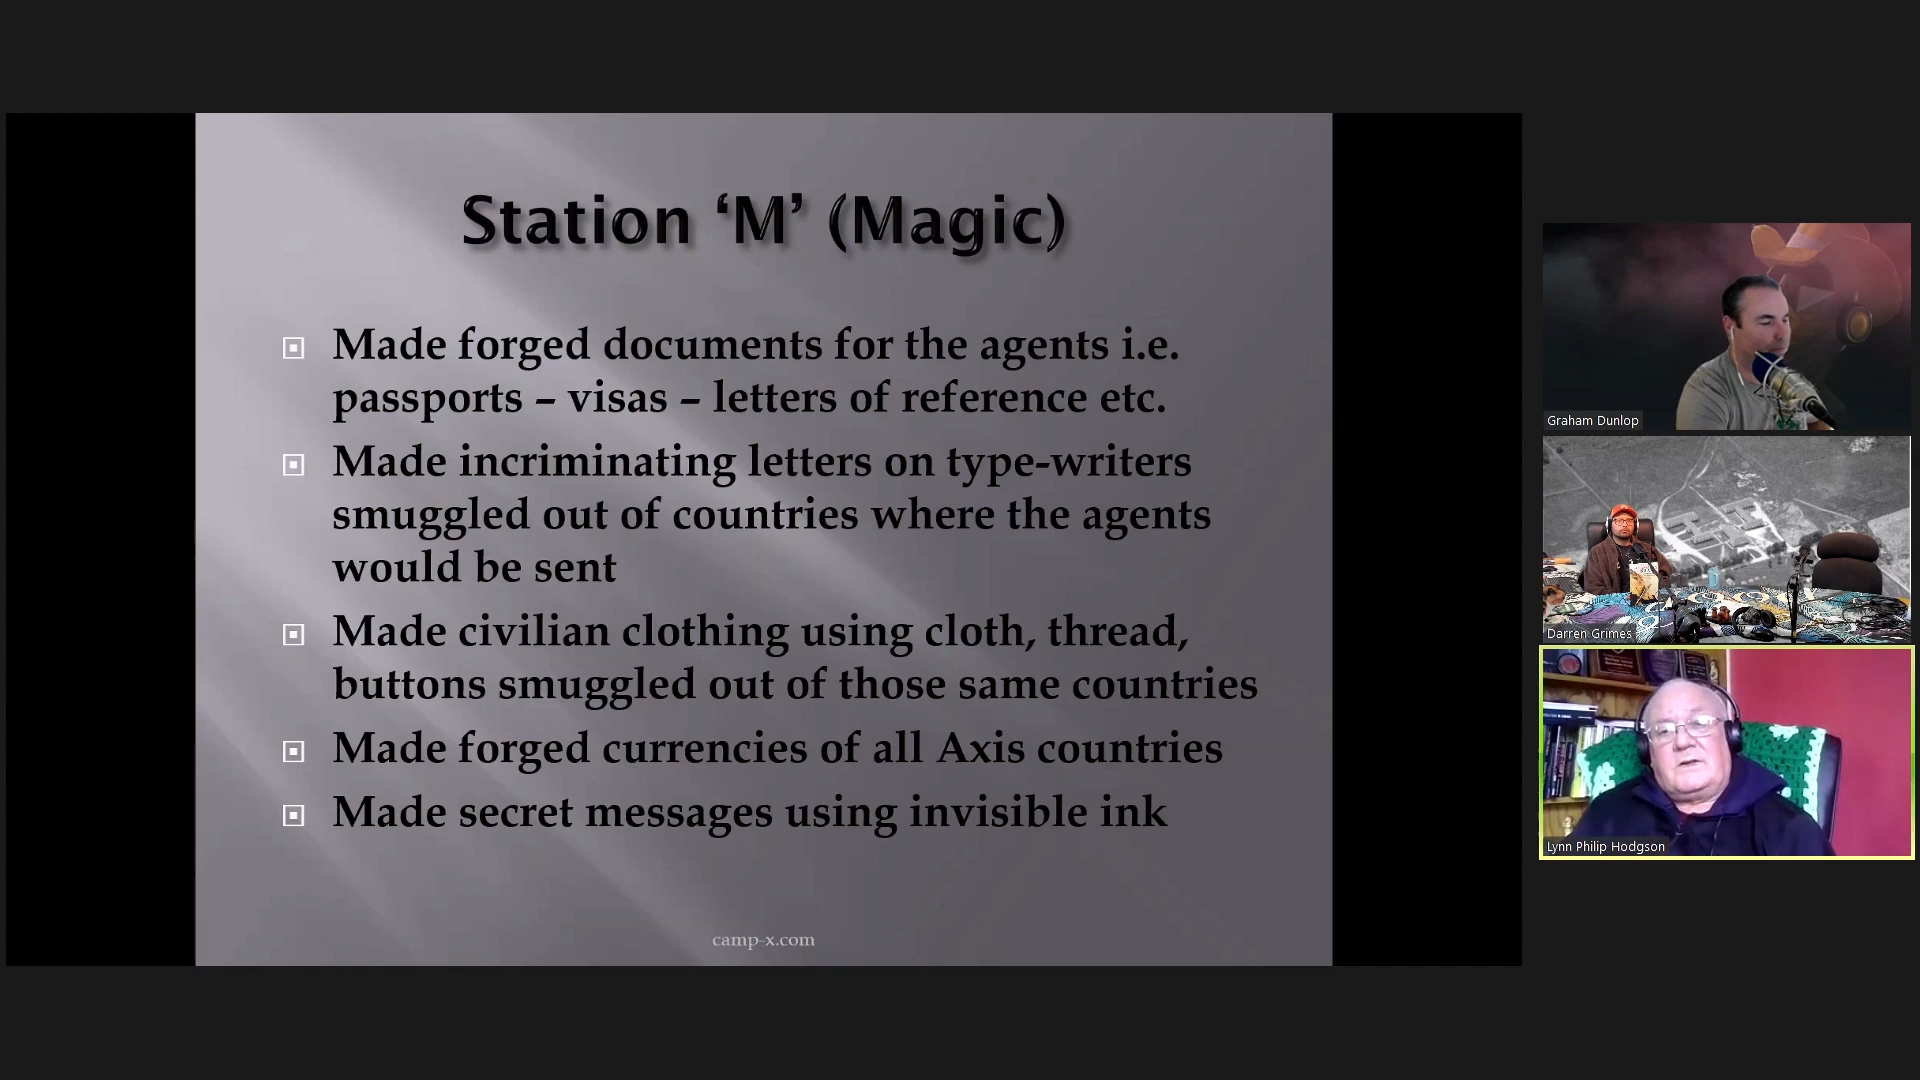 Station ‘M’ (Magic)
Made forged documents for the agents i.e.
passports – visas – letters of reference etc.
Made incriminating letters on type-writers
smuggled out of countries where the agents
would be sent
Made civilian clothing using cloth, thread,
buttons smuggled out of those same countries
Made forged currencies of all Axis countries
Made secret messages using invisible ink
camp-x.com
Graham Dunlop
Darren Grimes
Lynn Philip Hodgson